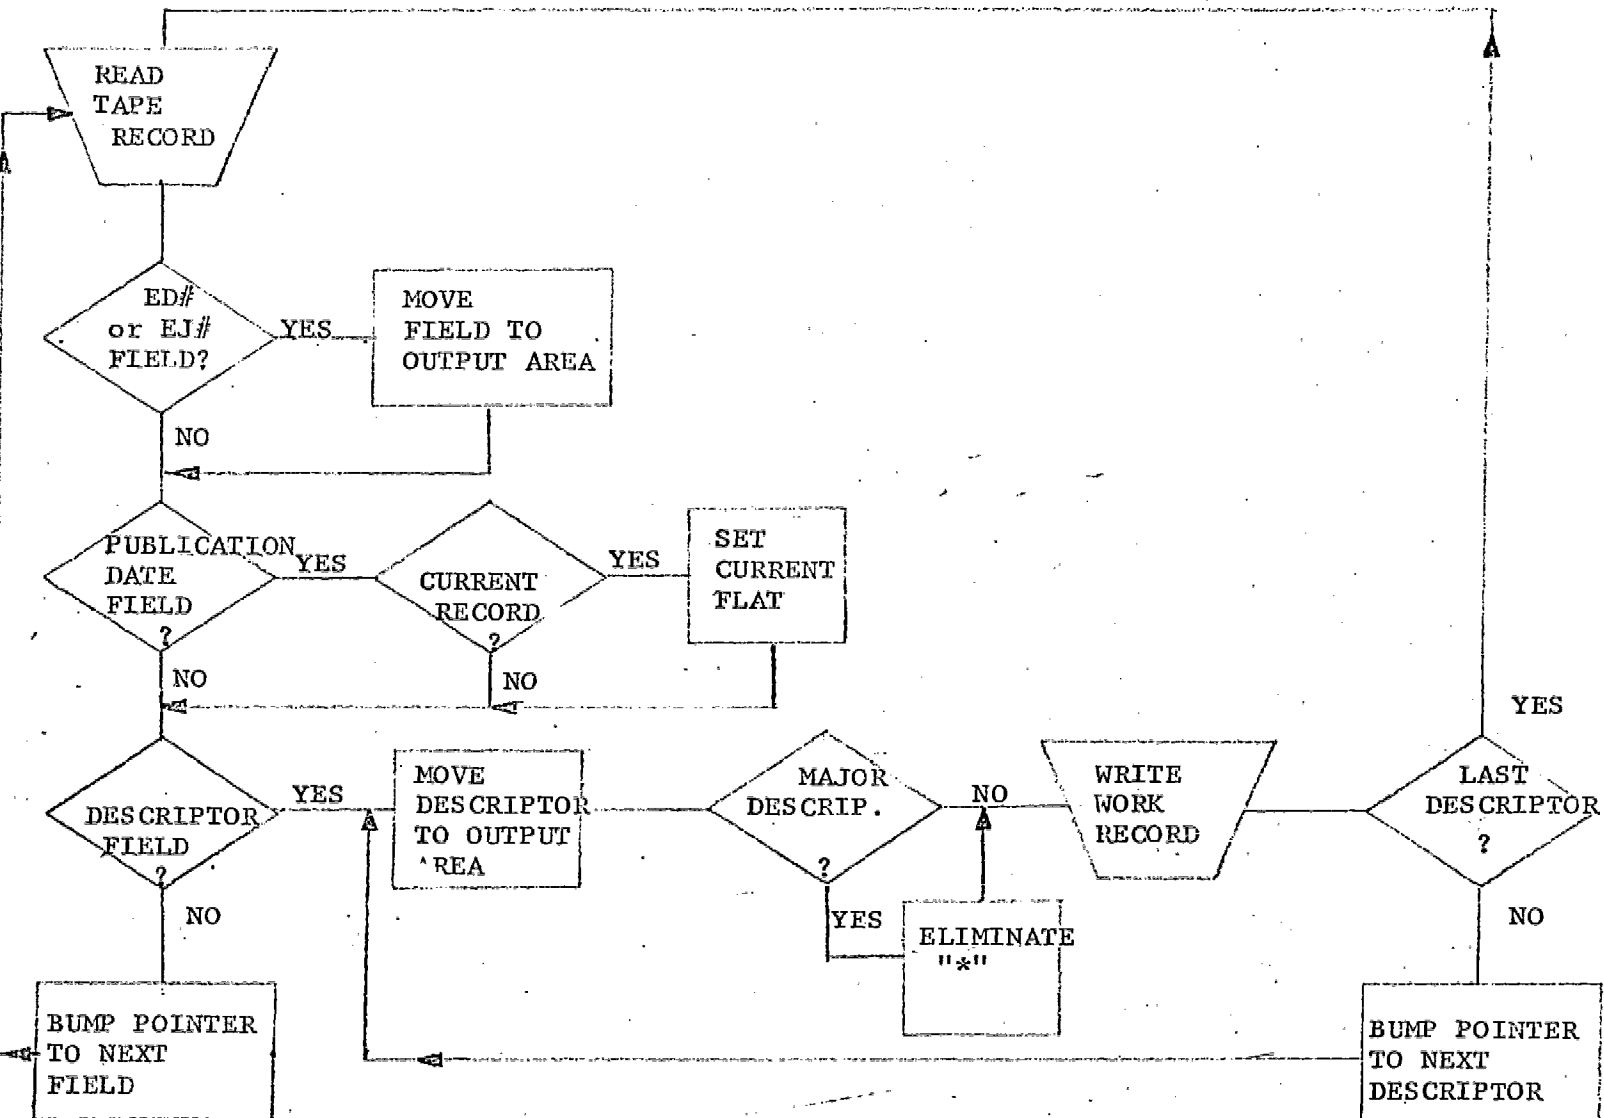 READ
TAPE
RECORD
ED#
or EJ#
FIELD?
YES
MOVE
FIELD TO
OUTPUT AREA
NO
PUBLICATION
DATE
FIELD
?
YES
CURRENT
RECORD
?
YES
SET
CURRENT
FLAT
NO
NO
DESCRIPTOR
FIELD
?
YES
MOVE
DESCRIPTOR
TO OUTPUT
'REA
MAJOR
DESCRIP.
?
NO
YES
ELIMINATE
"*"
WRITE
WORK
RECORD
LAST
DESCRIPTOR
?
YES
NO
NO
BUMP POINTER
TO NEXT
FIELD
BUMP POINTER
TO NEXT
DESCRIPTOR